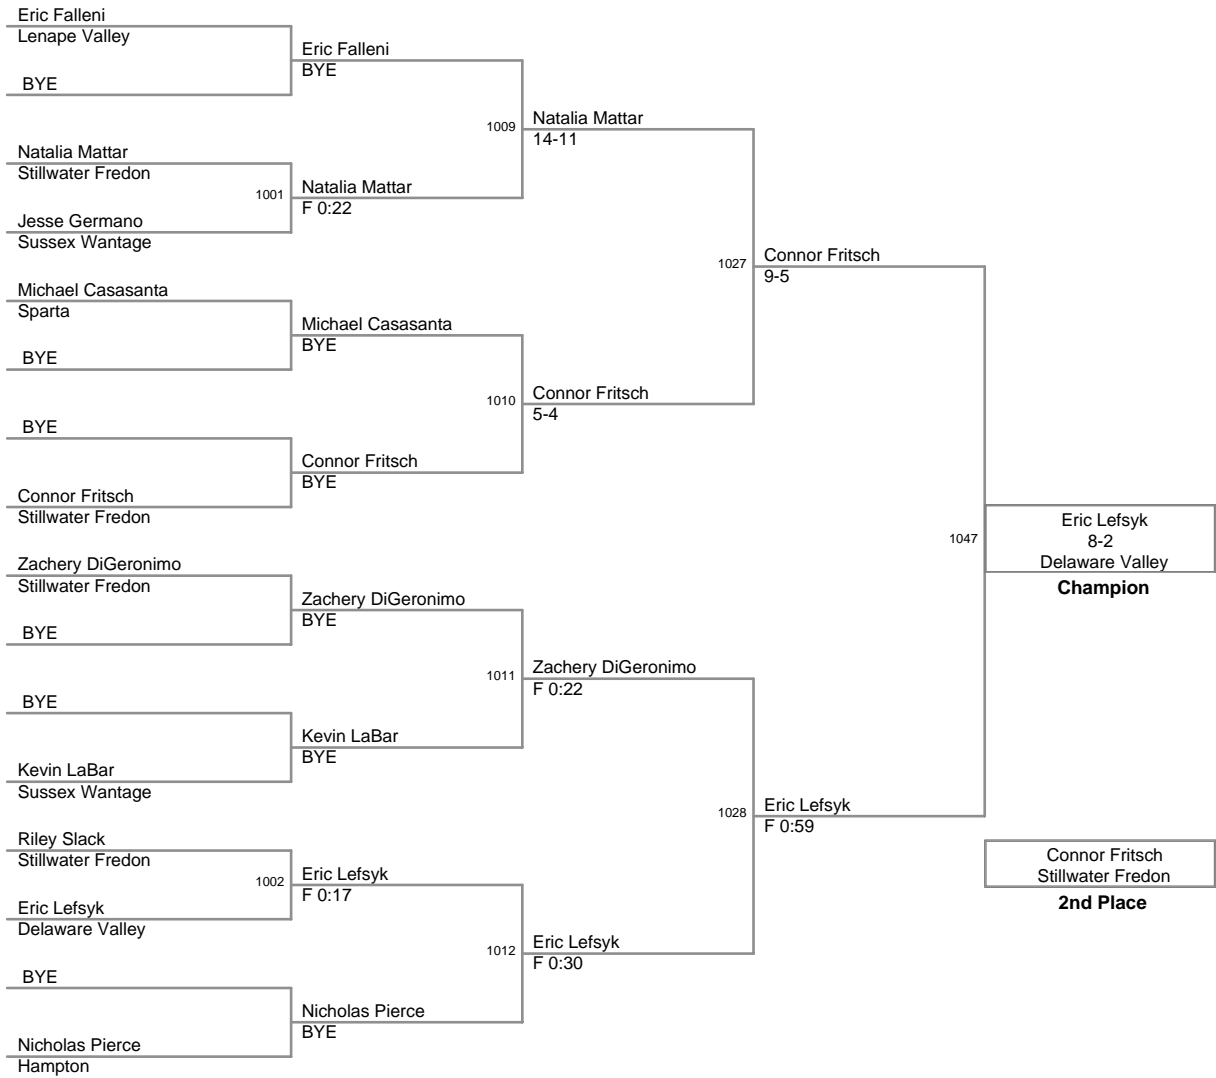 Eric Falleni
Lenape Valley
BYE
Natalia Mattar
Stillwater Fredon
Jesse Germano
Sussex Wantage
Michael Casasanta
Sparta
BYE
BYE
Connor Fritsch
Stillwater Fredon
Zachery DiGeronimo
Stillwater Fredon
BYE
BYE
Kevin LaBar
Sussex Wantage
Riley Slack
Stillwater Fredon
Eric Lefsyk
Delaware Valley
BYE
Nicholas Pierce
Hampton
Eric Falleni
BYE
1001
Natalia Mattar
F 0:22
Michael Casasanta
BYE
Connor Fritsch
BYE
Zachery DiGeronimo
BYE
Kevin LaBar
BYE
1002
Eric Lefsyk
F 0:17
Nicholas Pierce
BYE
1009
Natalia Mattar
14-11
1010
Connor Fritsch
5-4
1011
Zachery DiGeronimo
F 0:22
1012
Eric Lefsyk
F 0:30
1027
Connor Fritsch
9-5
1028
Eric Lefsyk
F 0:59
1047
Eric Lefsyk
8-2
Delaware Valley
Champion
Connor Fritsch
Stillwater Fredon
2nd Place